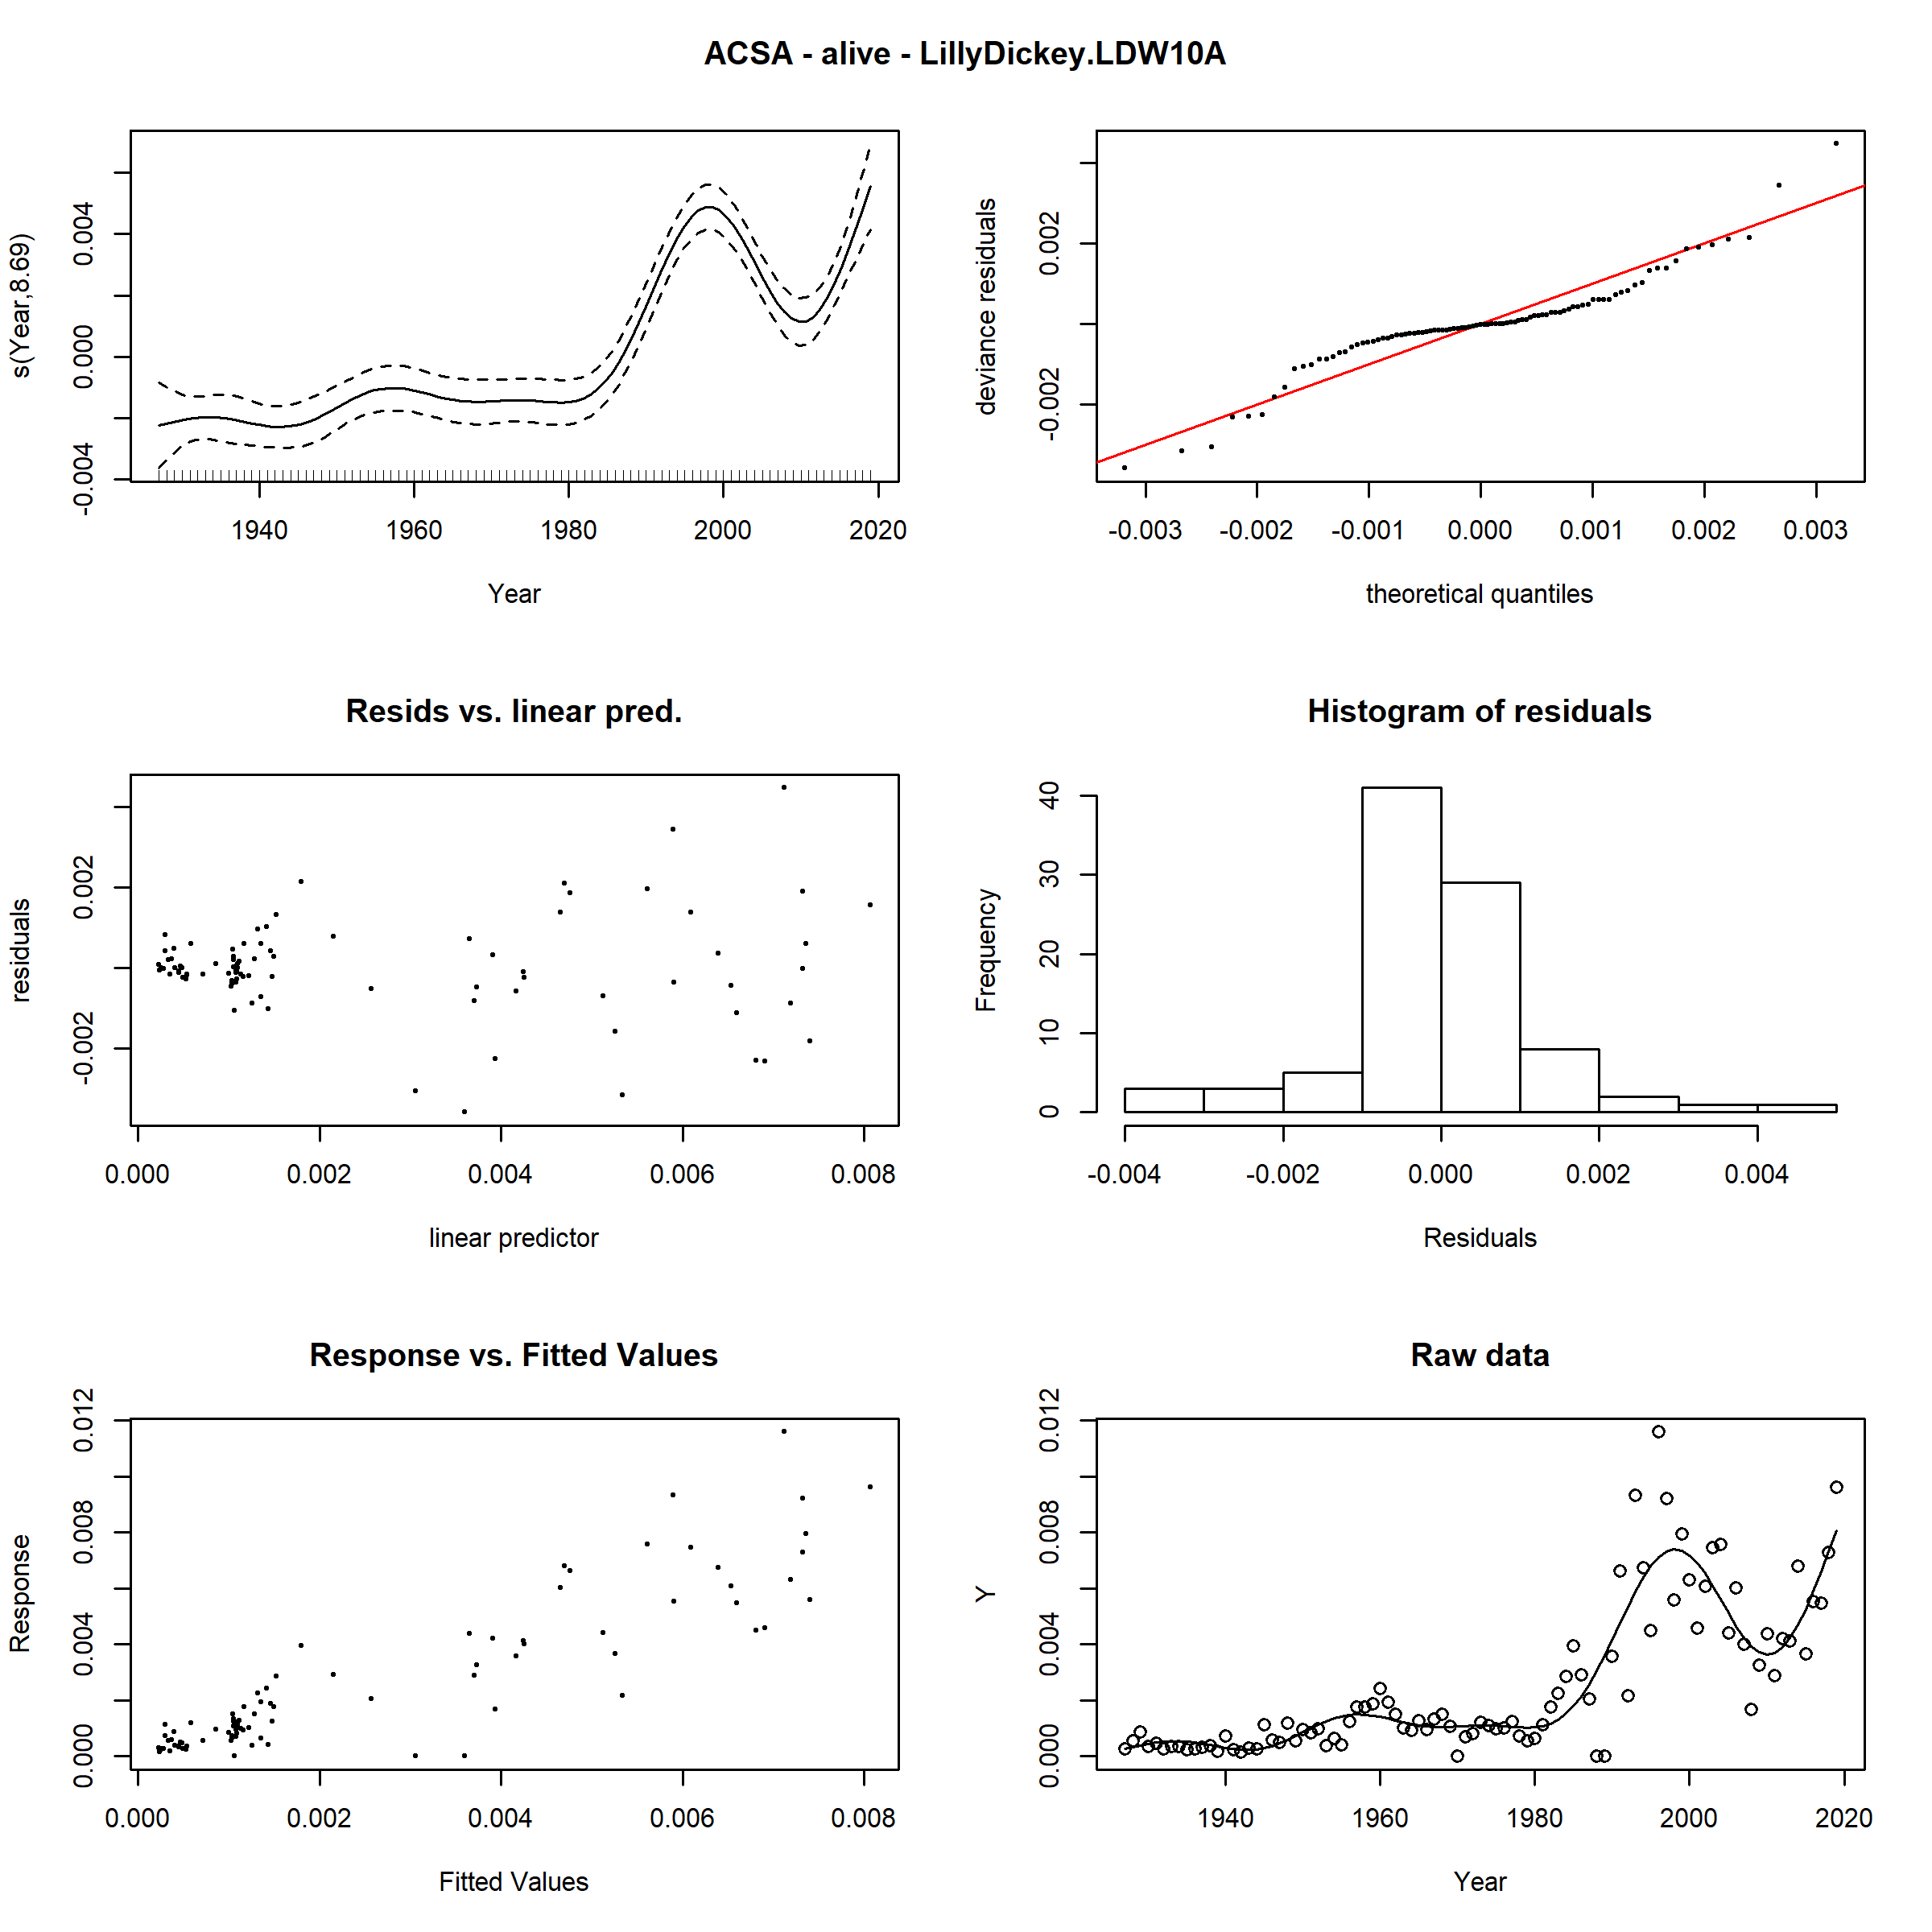 ACSA - alive - LillyDickey.LDW10A
s(Year,8.69)
-0.004 0.000 0.004
1940 1960 1980 2000 2020
Year
deviance residuals
-0.002 0.002
-0.003 -0.002 -0.001 0.000 0.001 0.002 0.003
theoretical quantiles
Resids vs. linear pred.
residuals
-0.002 0.002
0.000 0.002 0.004 0.006 0.008
linear predictor
Histogram of residuals
Frequency
0 10 20 30 40
-0.004 -0.002 0.000 0.002 0.004
Residuals
Response vs. Fitted Values
Response
0.000 0.004 0.008 0.012
0.000 0.002 0.004 0.006 0.008
Fitted Values
Raw data
Y
0.000 0.004 0.008 0.012
1940 1960 1980 2000 2020
Year